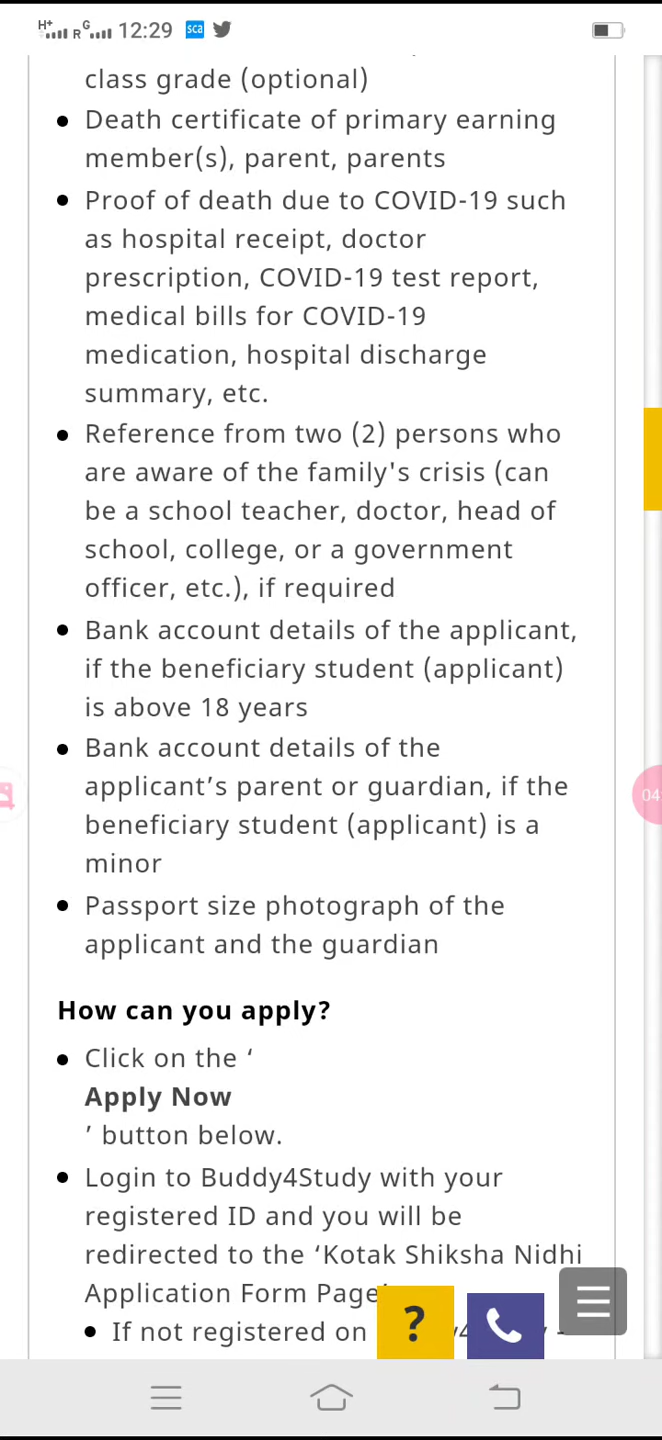 H+ R G 12:29 sca
class grade (optional)
Death certificate of primary earning
member(s), parent, parents
Proof of death due to COVID-19 such
as hospital receipt, doctor
prescription, COVID-19 test report,
medical bills for COVID-19
medication, hospital discharge
summary, etc.
Reference from two (2) persons who
are aware of the family's crisis (can
be a school teacher, doctor, head of
school, college, or a government
officer, etc.), if required
Bank account details of the applicant,
if the beneficiary student (applicant)
is above 18 years
Bank account details of the
applicant’s parent or guardian, if the
beneficiary student (applicant) is a
minor
04
Passport size photograph of the
applicant and the guardian
How can you apply?
Click on the ‘
Apply Now
’ button below.
Login to Buddy4Study with your
registered ID and you will be
redirected to the ‘Kotak Shiksha Nidhi
Application Form Page
If not registered on
?